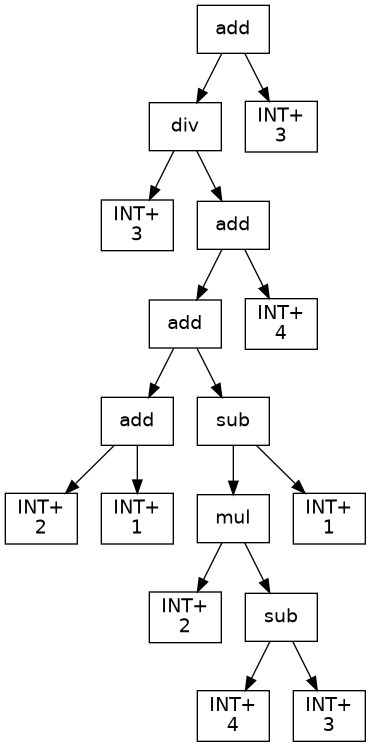 add
div
INT+
3
INT+
3
add
add
INT+
4
add
sub
INT+
2
INT+
1
mul
INT+
1
INT+
2
sub
INT+
4
INT+
3